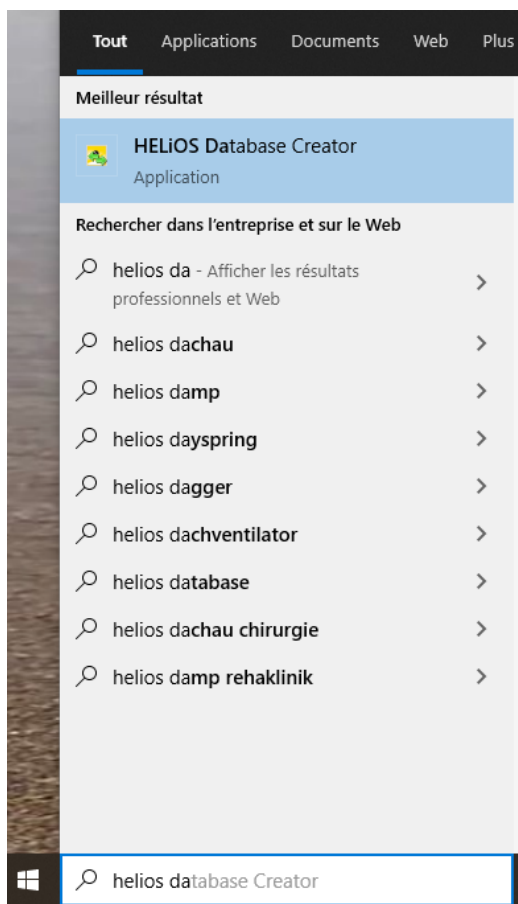 Tout Applications Documents Web Plus
Meilleur résultat
HELiOS Database Creator
Application
Rechercher dans l'entreprise et sur le Web
helios da - Afficher les résultats
professionnels et Web
helios dachau
helios damp
helios dayspring
helios dagger
helios dachventilator
helios database
helios dachau chirurgie
helios damp rehaklinik
helios database Creator